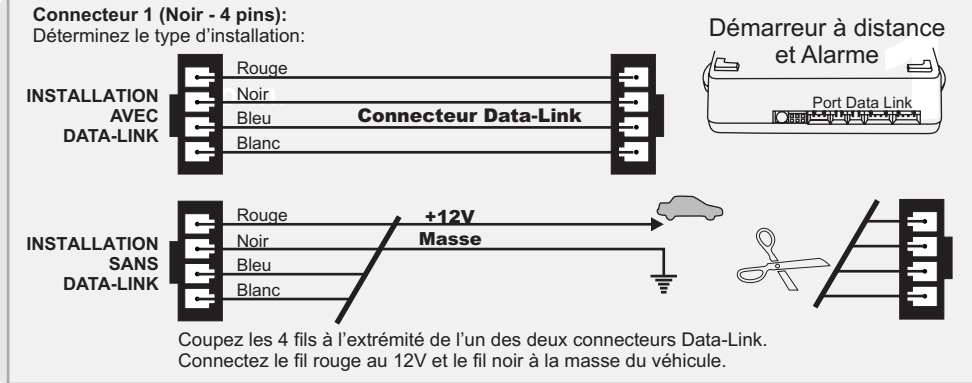 Connecteur 1 (Noir - 4 pins):
Déterminez le type d'installation:
Démarreur à distance
et Alarme
Port Data Link
INSTALLATION
AVEC
DATA-LINK
Rouge
Noir
Bleu
Blanc
Connecteur Data-Link
INSTALLATION
SANS
DATA-LINK
Rouge
Noir
Bleu
Blanc
+12V
Masse
Coupez les 4 fils à l'extrémité de l'un des deux connecteurs Data-Link.
Connectez le fil rouge au 12V et le fil noir à la masse du véhicule.